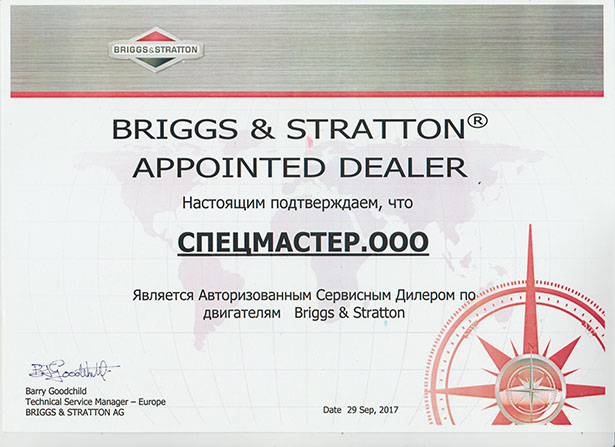 BRIGGS & STRATTON
BRIGGS & STRATTON®
APPOINTED DEALER
Настоящим подтверждаем, что
СПЕЦМАСТЕР.ООО
Является Авторизованным Сервисным Дилером по
двигателям Briggs & Stratton
Barry Goodchild
Technical Service Manager – Europe
BRIGGS & STRATTON AG
Date 29 Sep, 2017